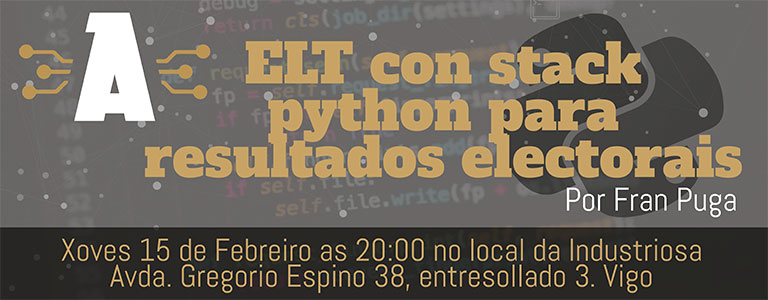 A
ELT con stack
python para
resultados electorais
Por Fran Puga
Xoves 15 de Febreiro as 20:00 no local da Industriosa
Avda. Gregorio Espino 38, entresollado 3. Vigo